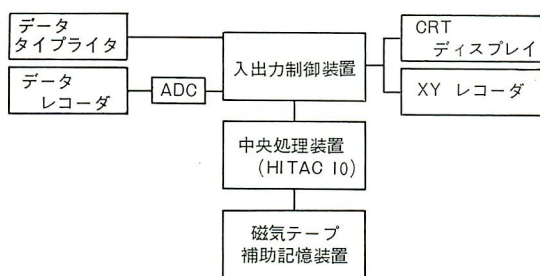 データ
タイプライタ
データ
レコーダ
ADC
入出力制御装置
CRT
ディスプレイ
XY レコーダ
中央処理装置
(HITAC 10)
磁気テープ
補助記憶装置